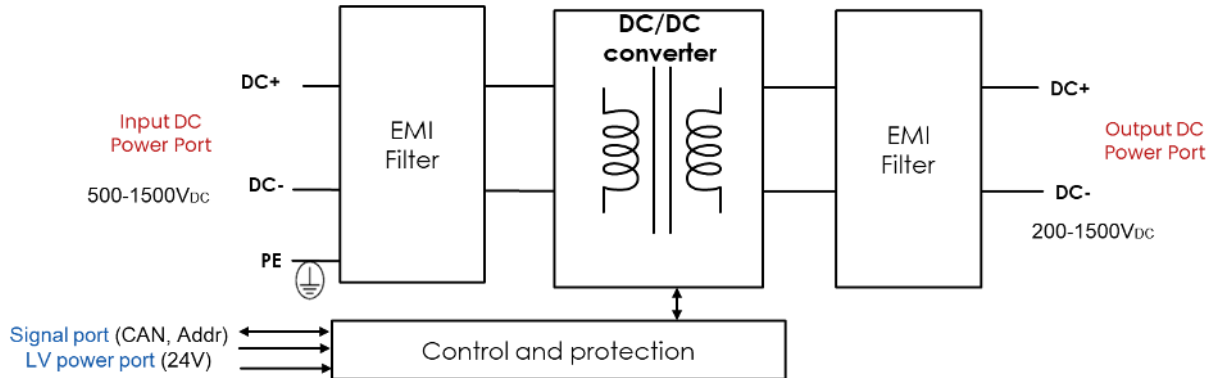 DC/DC
converter
DC+
Input DC
Power Port
EMI
Filter
EMI
Filter
DC+
Output DC
Power Port
DC-
500-1500VDC
DC-
200-1500VDC
PE
Signal port (CAN, Addr)
LV power port (24V)
Control and protection